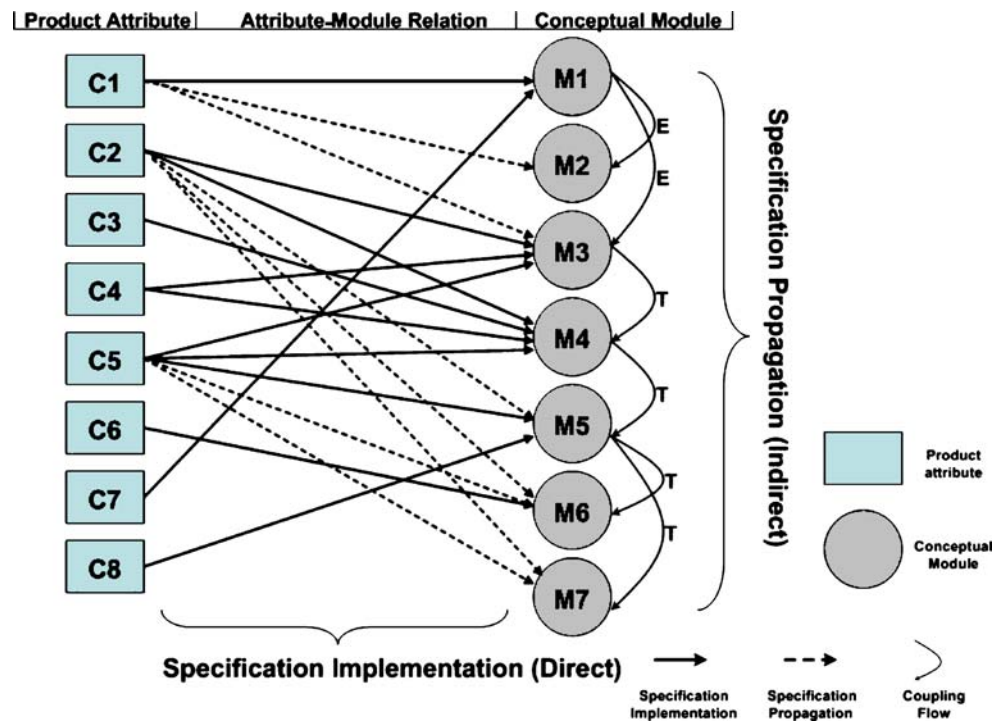 Product Attribute Attribute-Module Relation Conceptual Module
C1
C2
C3
C4
C5
C6
C7
C8
M1
M2
M3
M4
M5
M6
M7
E
E
T
T
T
T
Specification Propagation (Indirect)
Product
attribute
Conceptual
Module
Specification Implementation (Direct)
Specification
Implementation
Specification
Propagation
Coupling
Flow